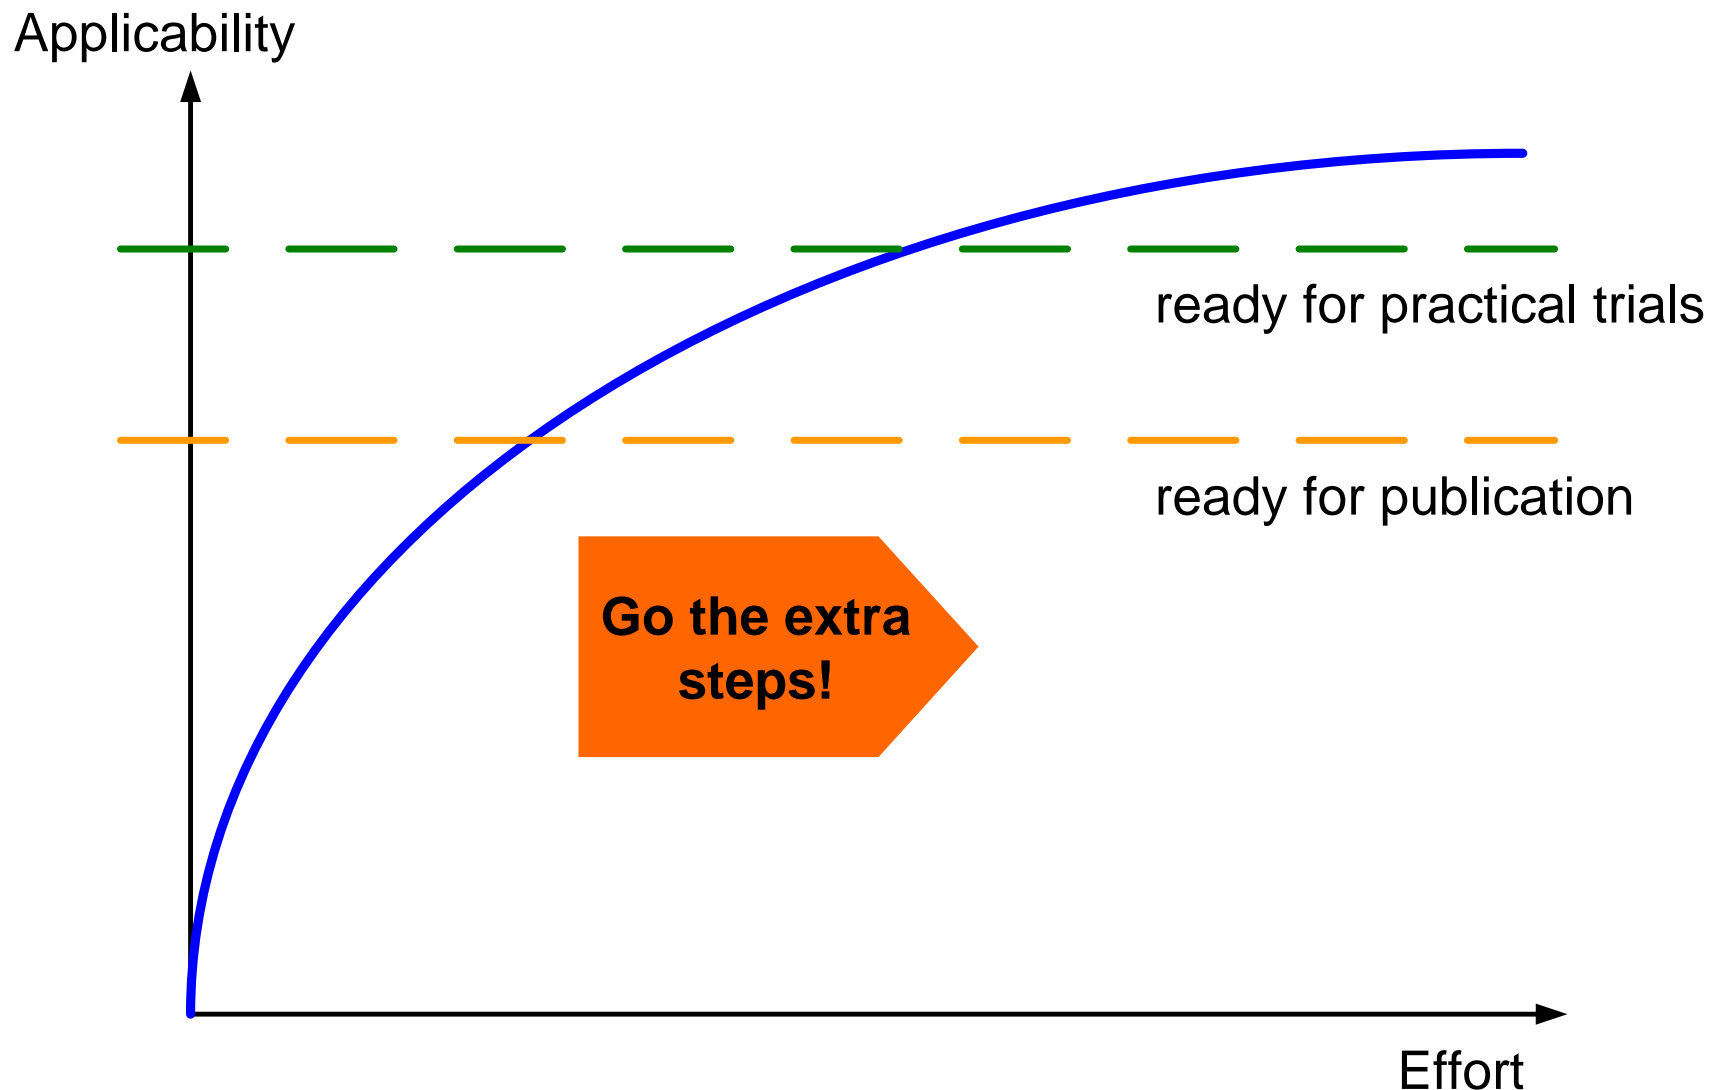 Applicability
ready for practical trials
ready for publication
Go the extra
steps!
Effort